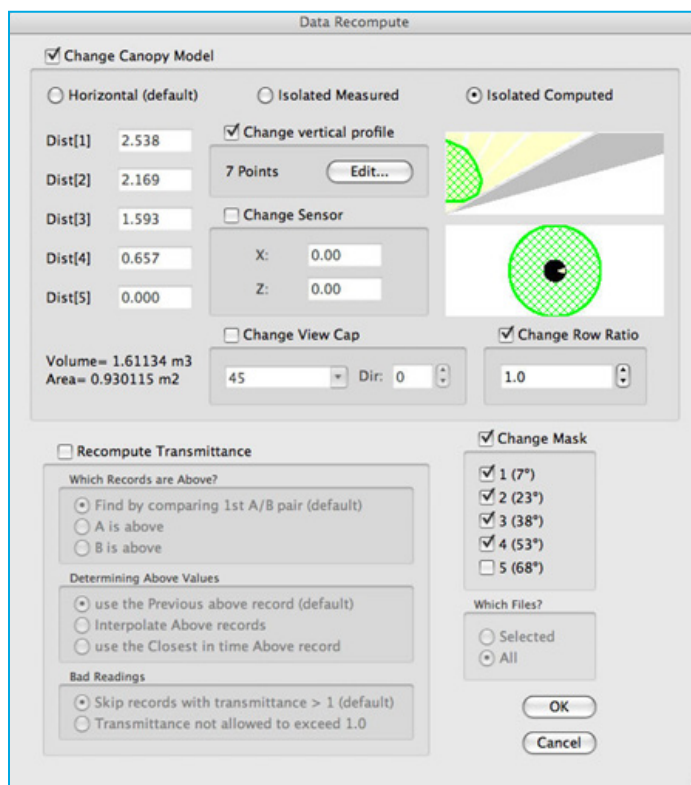 Data Recompute
Change Canopy Model
Horizontal (default)
Isolated Measured
Isolated Computed
Dist[1] 2.538
Dist[2] 2.169
Dist[3] 1.593
Dist[4] 0.657
Dist[5] 0.000
Volume= 1.61134 m3
Area= 0.930115 m2
Change vertical profile
7 Points Edit...
Change Sensor
X: 0.00
Z: 0.00
Change View Cap
45 Dir: 0
Change Row Ratio
1.0
Recompute Transmittance
Which Records are Above?
Find by comparing 1st A/B pair (default)
A is above
B is above
Determining Above Values
use the Previous above record (default)
Interpolate Above records
use the Closest in time Above record
Bad Readings
Skip records with transmittance > 1 (default)
Transmittance not allowed to exceed 1.0
Change Mask
1 (7°)
2 (23°)
3 (38°)
4 (53°)
5 (68°)
Which Files?
Selected
All
OK
Cancel